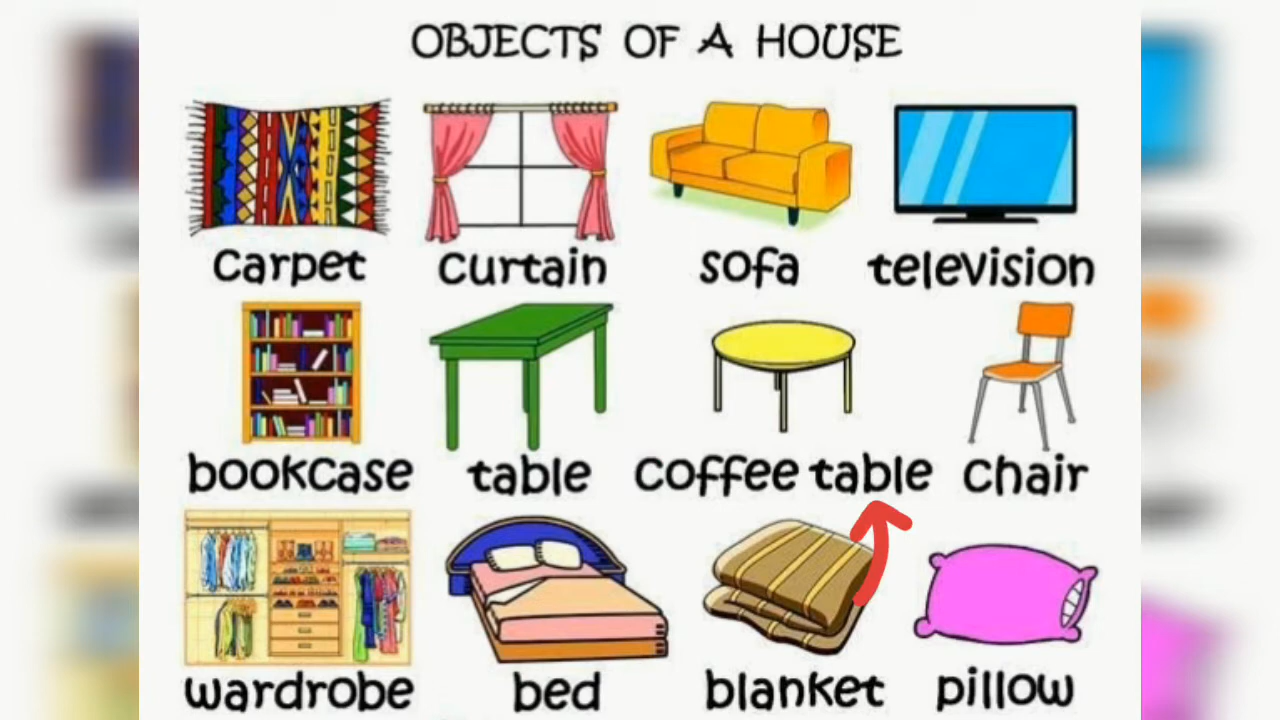 OBJECTS OF A HOUSE
carpet curtain sofa television
bookcase table coffee table chair
wardrobe bed blanket pillow